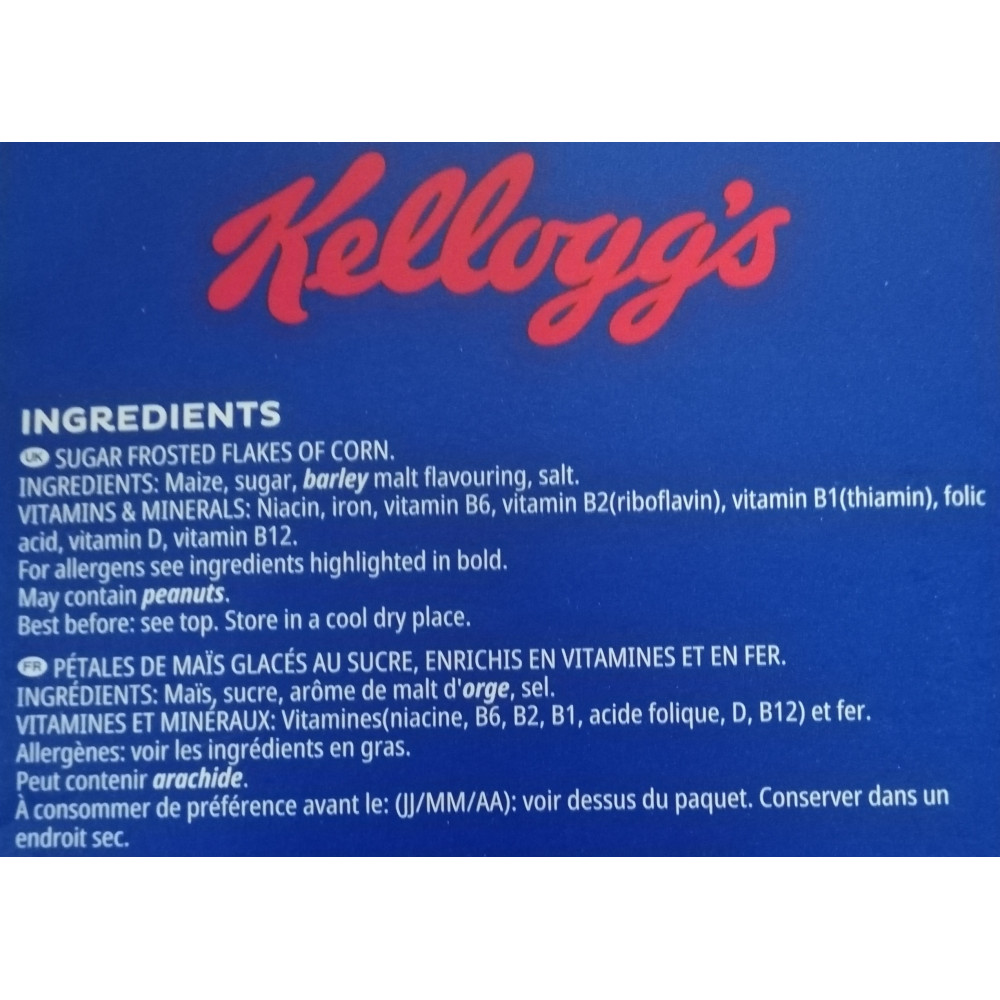 Kellogg's
INGREDIENTS
UK SUGAR FROSTED FLAKES OF CORN.
INGREDIENTS: Maize, sugar, barley malt flavouring, salt.
VITAMINS & MINERALS: Niacin, iron, vitamin B6, vitamin B2(riboflavin), vitamin B1(thiamin), folic
acid, vitamin D, vitamin B12.
For allergens see ingredients highlighted in bold.
May contain peanuts.
Best before: see top. Store in a cool dry place.
FR PÉTALES DE MAÏS GLACÉS AU SUCRE, ENRICHIS EN VITAMINES ET EN FER.
INGRÉDIENTS: Maïs, sucre, arôme de malt d'orge, sel.
VITAMINES ET MINÉRAUX: Vitamines(niacine, B6, B2, B1, acide folique, D, B12) et fer.
Allergènes: voir les ingrédients en gras.
Peut contenir arachide.
À consommer de préférence avant le: (JJ/MM/AA): voir dessus du paquet. Conserver dans un
endroit sec.